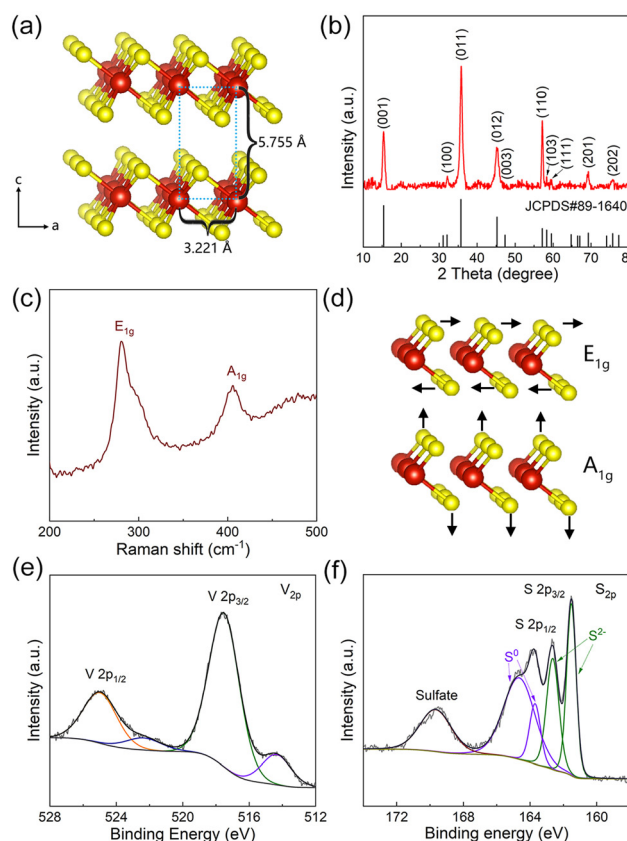 (a)
c
a
5.755 Å
3.221 Å
(b)
Intensity (a.u.)
(001)
(100)
(011)
(012)
(003)
(110)
(103)
(111)
(201)
(202)
JCPDS#89-1640
10 20 30 40 50 60 70 80
2 Theta (degree)
(c)
Intensity (a.u.)
E1g
A1g
200 300 400 500
Raman shift (cm-1)
(d)
E1g
A1g
(e)
Intensity (a.u.)
V2p
V 2p3/2
V 2p1/2
528 524 520 516 512
Binding Energy (eV)
(f)
Intensity (a.u.)
S 2p3/2
S2p
S 2p1/2
S0
S2-
Sulfate
172 168 164 160
Binding energy (eV)